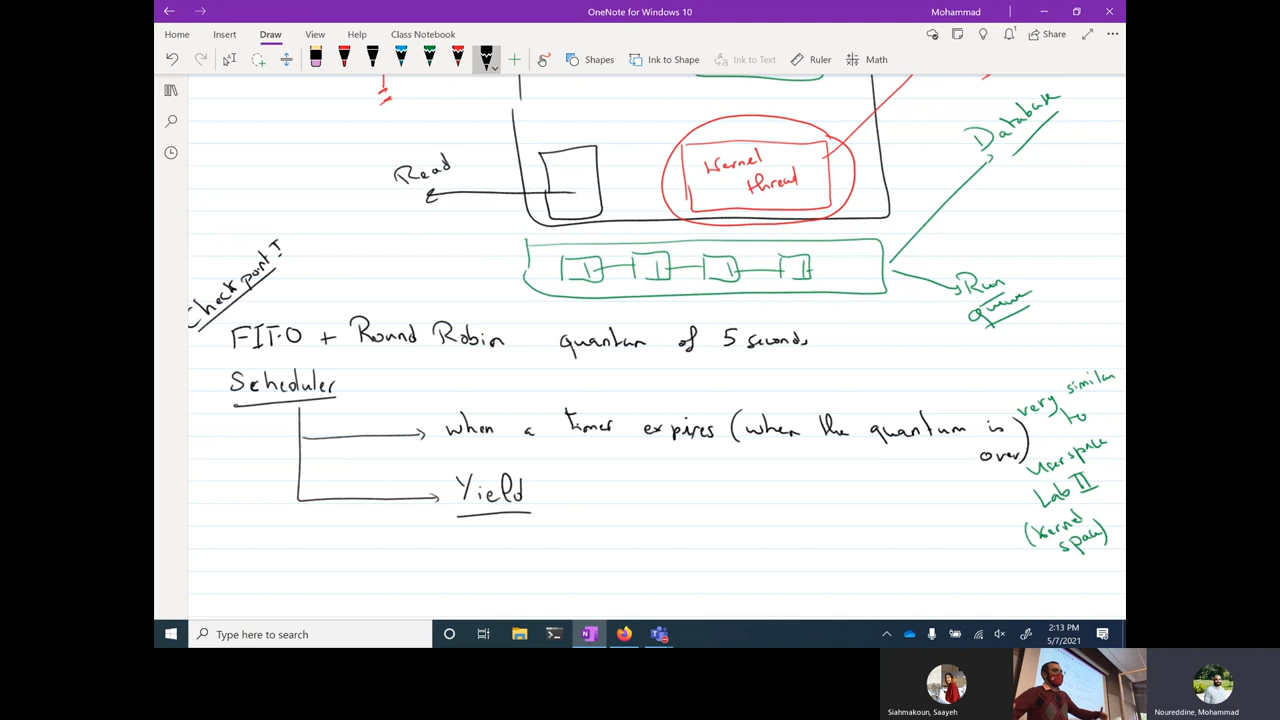 OneNote for Windows 10
Mohammad
Home Insert Draw View Help Class Notebook
Share
Shapes
Ink to Shape
Ink to Text
Ruler
Math
Database
Read
Kernel
thread
Run
queue
Checkpoint I
FIFO + Round Robin quantum of 5 seconds
Scheduler
when a timer expires (when the quantum is
over)
Yield
very similar
to
Userspace
Lab II
(kernel
space)
Type here to search
2:13 PM
5/7/2021
Siahmakoun, Saayeh
Noureddine, Mohammad